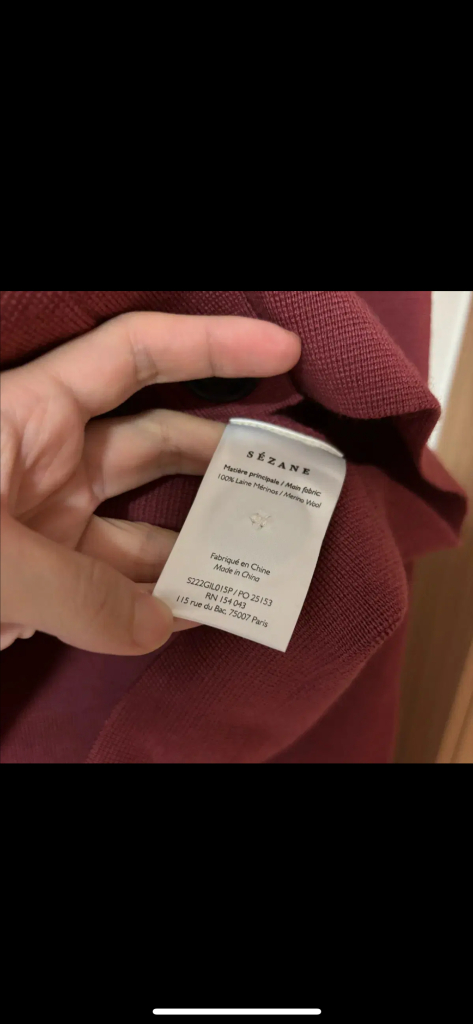 SÉZANE
Matière principale / Main fabric:
100% Laine Mérinos / Merino Wool
Fabriqué en Chine
Made in China
S222GIL015P / PO 25153
RN 154 043
115 rue du Bac, 75007 Paris